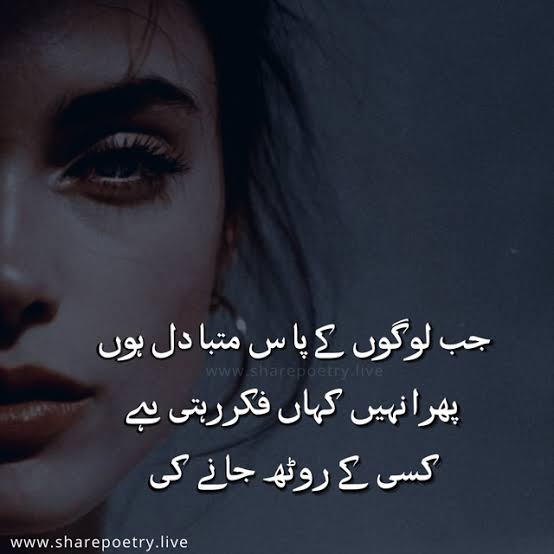 جب لوگوں کے پاس متبادل ہوں
www.sharepoetry.live
پھر انہیں کہاں فکر رہتی ہے
کسی کے روٹھ جانے کی
www.sharepoetry.live